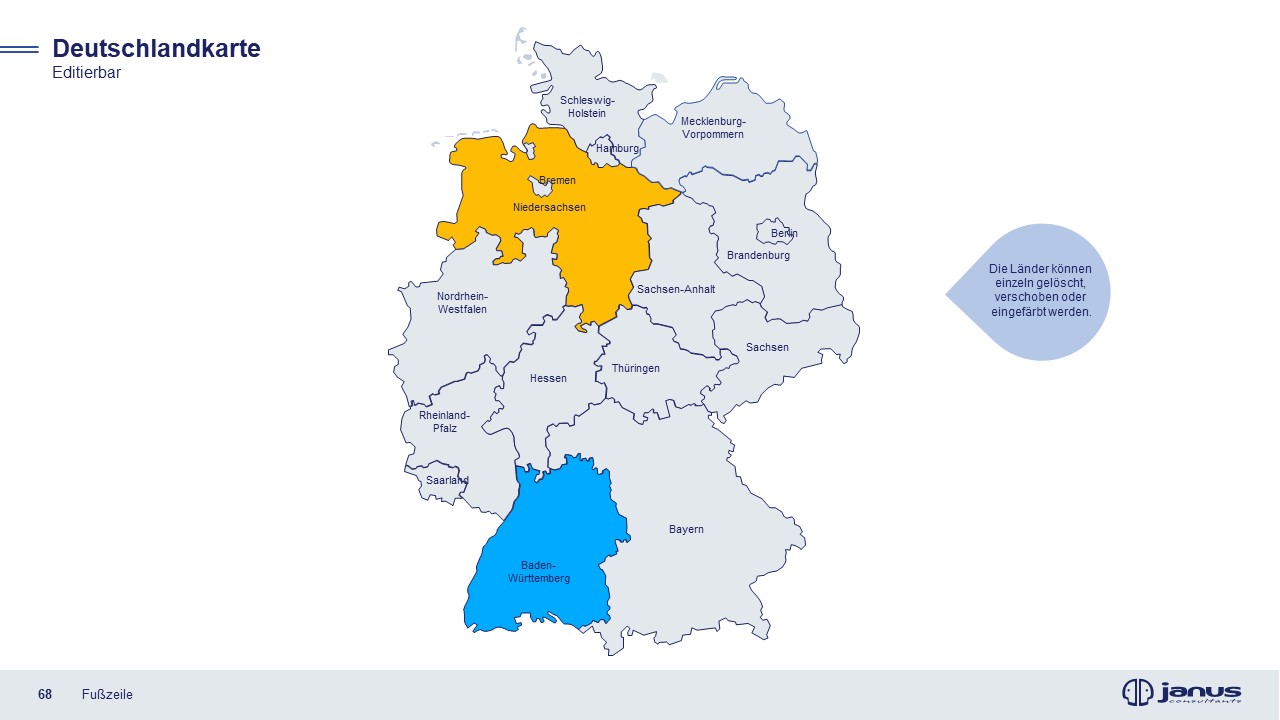 Deutschlandkarte
Editierbar
Schleswig-
Holstein
Mecklenburg-
Vorpommern
Hamburg
Bremen
Niedersachsen
Berlin
Brandenburg
Sachsen-Anhalt
Nordrhein-
Westfalen
Sachsen
Thüringen
Hessen
Rheinland-
Pfalz
Saarland
Bayern
Baden-
Württemberg
Die Länder können
einzeln gelöscht,
verschoben oder
eingefärbt werden.
68
Fußzeile
janus
consultants